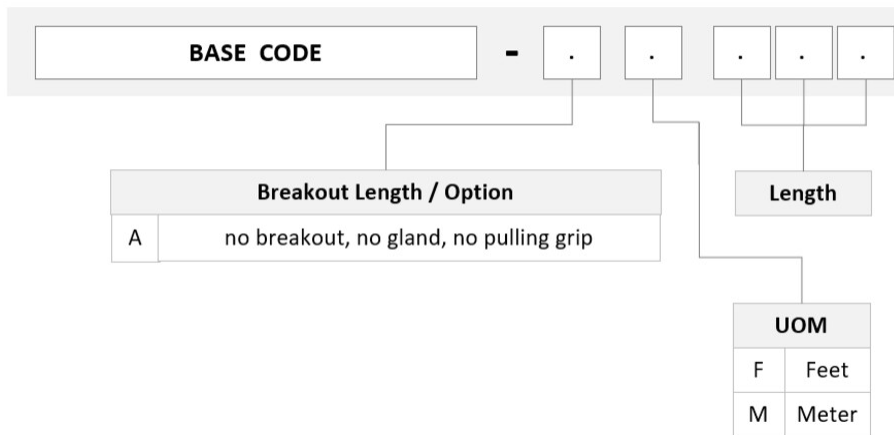 BASE CODE - . . . . .
Breakout Length / Option
A no breakout, no gland, no pulling grip
Length
UOM
F Feet
M Meter